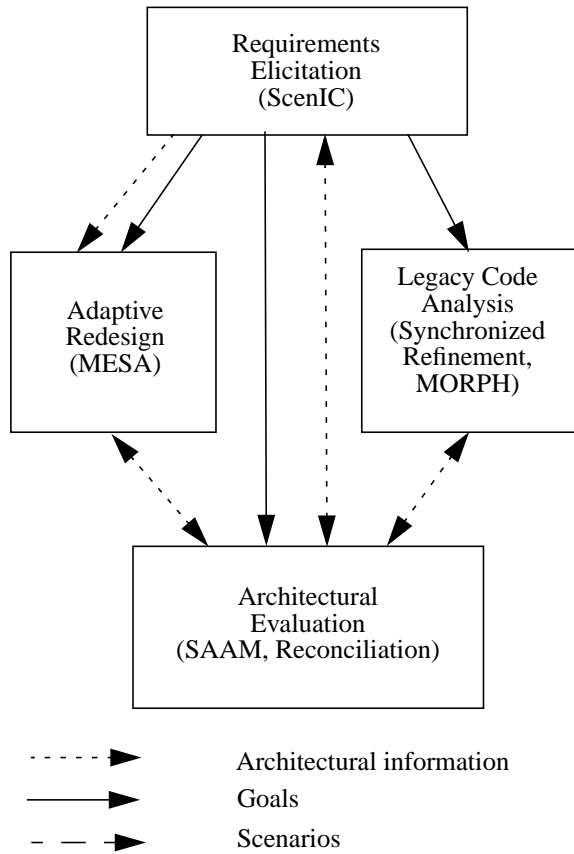 Requirements
Elicitation
(ScenIC)
Adaptive
Redesign
(MESA)
Legacy Code
Analysis
(Synchronized
Refinement,
MORPH)
Architectural
Evaluation
(SAAM, Reconciliation)
Architectural information
Goals
Scenarios